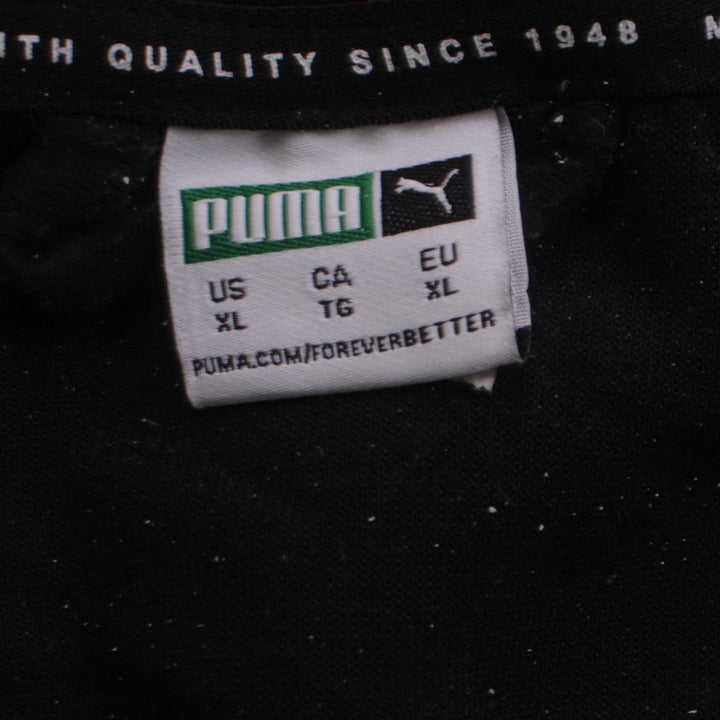 ITH QUALITY SINCE 1948 M
PUMA
US CA EU
XL TG XL
PUMA.COM/FOREVERBETTER